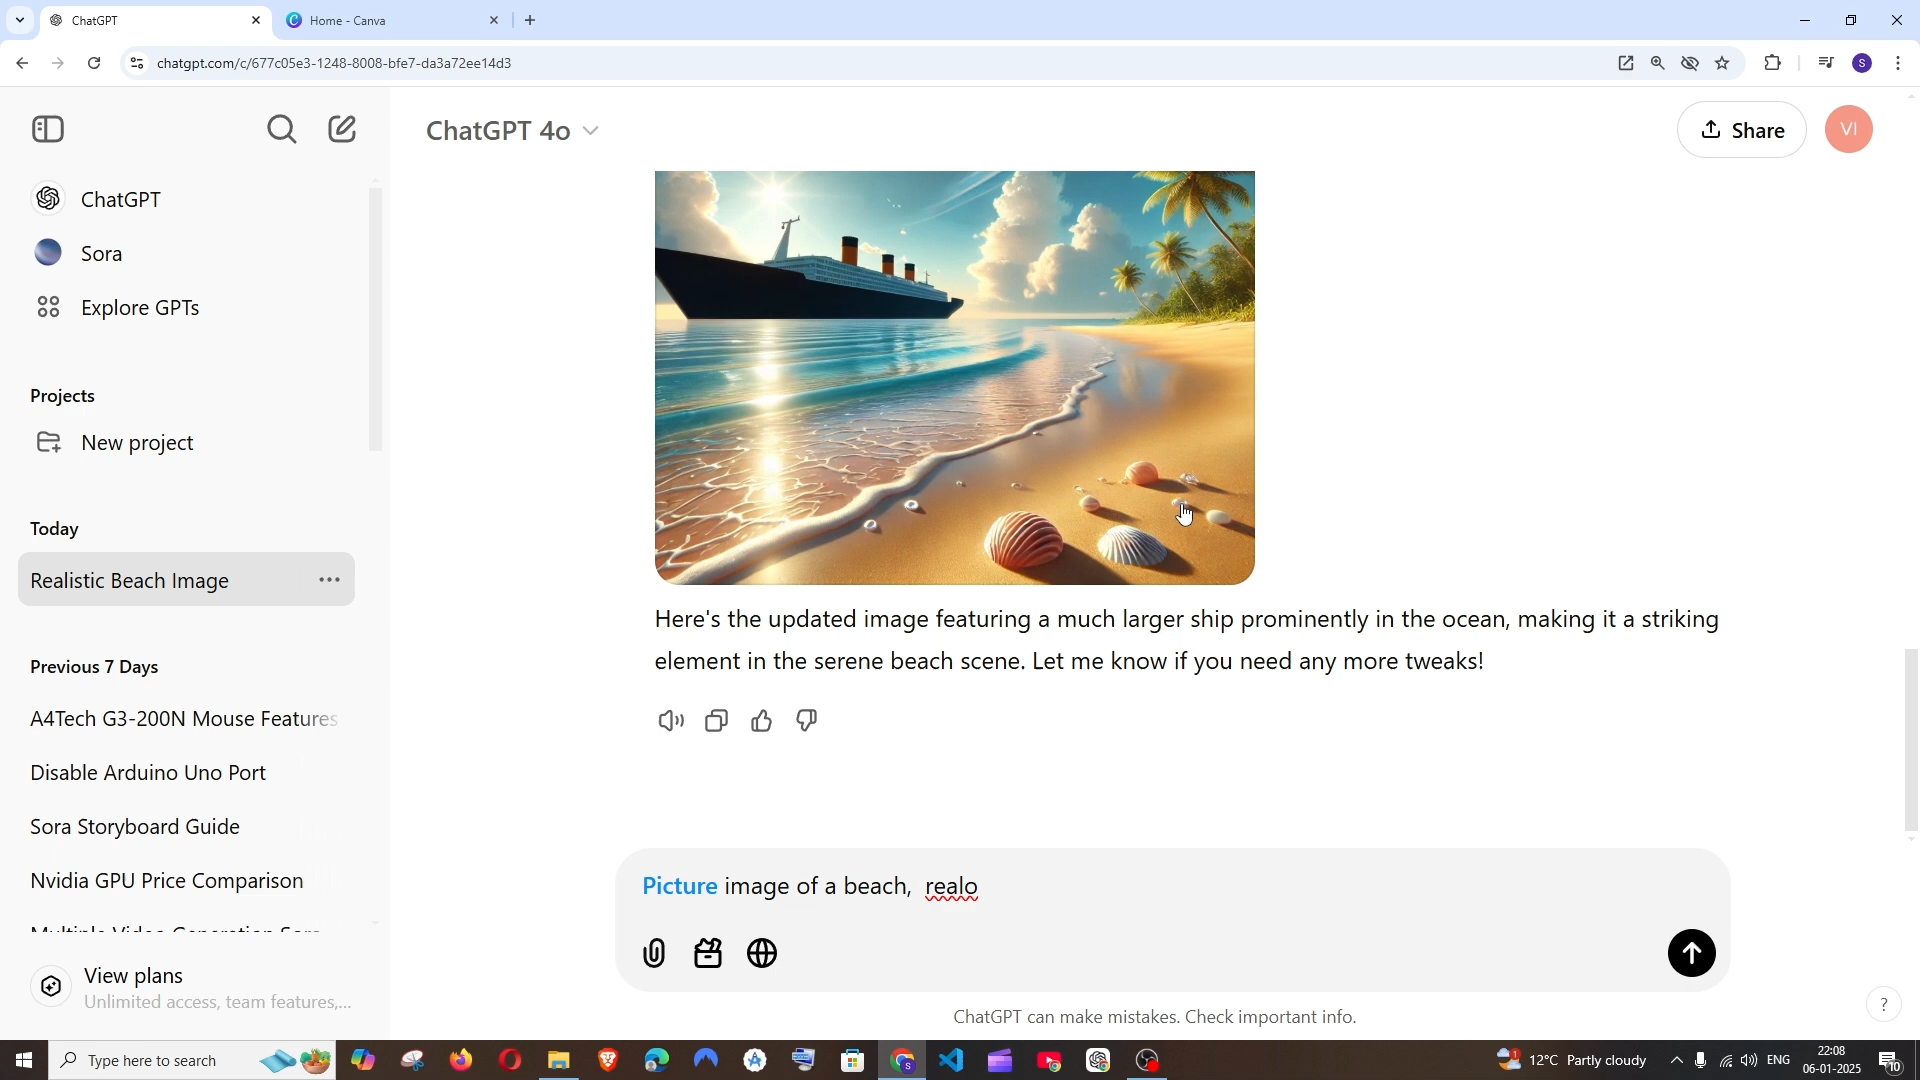 ChatGPT
Home - Canva
chatgpt.com/c/677c05e3-1248-8008-bfe7-da3a72ee14d3
S
ChatGPT 4o
Share
VI
ChatGPT
Sora
Explore GPTs
Projects
New project
Today
Realistic Beach Image
Previous 7 Days
A4Tech G3-200N Mouse Features
Disable Arduino Uno Port
Sora Storyboard Guide
Nvidia GPU Price Comparison
View plans
Unlimited access, team features,...
Here's the updated image featuring a much larger ship prominently in the ocean, making it a striking
element in the serene beach scene. Let me know if you need any more tweaks!
Picture image of a beach,  realo
ChatGPT can make mistakes. Check important info.
?
Type here to search
1
12°C Partly cloudy
ENG
22:08
06-01-2025
10